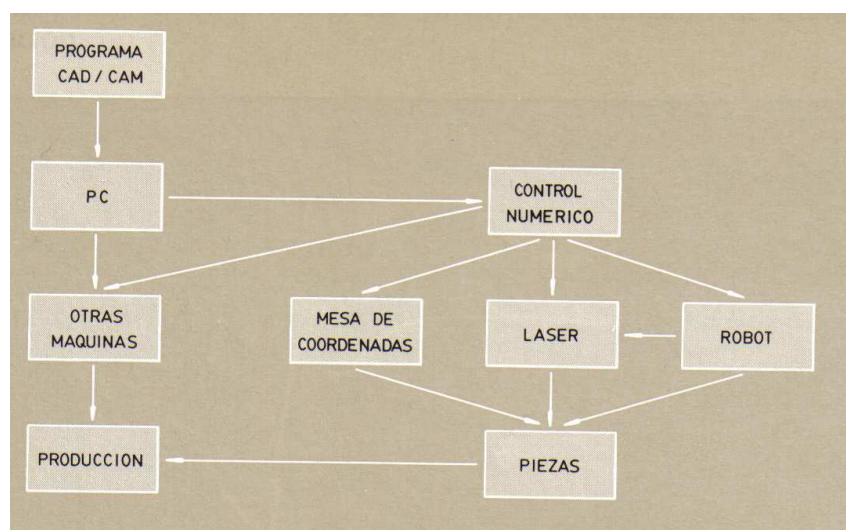 PROGRAMA
CAD / CAM
PC
CONTROL
NUMERICO
OTRAS
MAQUINAS
MESA DE
COORDENADAS
LASER
ROBOT
PRODUCCION
PIEZAS